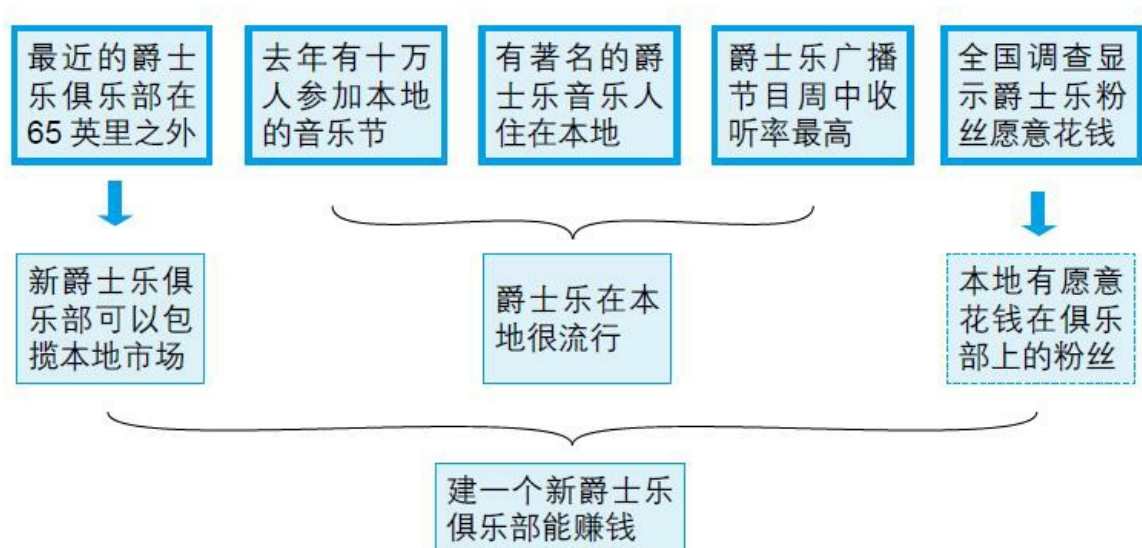 最近的爵士
乐俱乐部在
65 英里之外
去年有十万
人参加本地
的音乐节
有著名的爵
士乐音乐人
住在本地
爵士乐广播
节目周中收
听率最高
全国调查显
示爵士乐粉
丝愿意花钱
新爵士乐俱
乐部可以包
揽本地市场
爵士乐在本
地很流行
本地有愿意
花钱在俱乐
部上的粉丝
建一个新爵士乐
俱乐部能赚钱